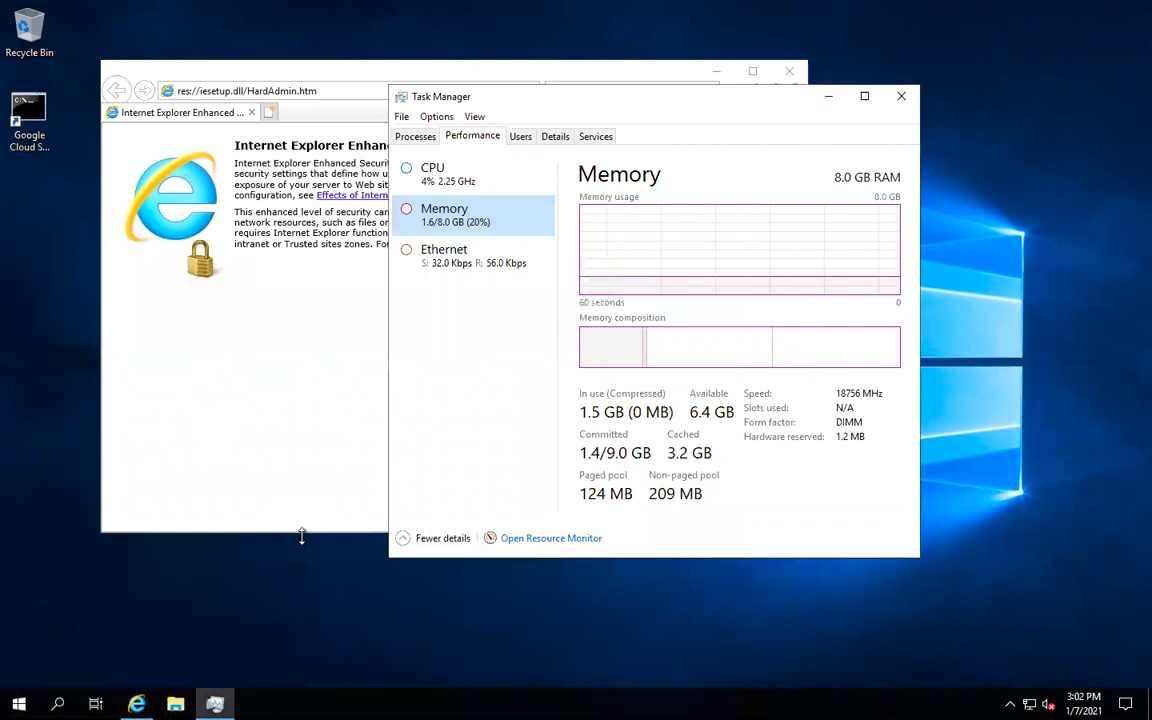 Recycle Bin
Google
Cloud S...
res://iesetup.dll/HardAdmin.htm
Internet Explorer Enhanced ...
Internet Explorer Enhan
Internet Explorer Enhanced Securi
security settings that define how u
exposure of your server to Web sit
configuration, see Effects of Intern
This enhanced level of security can
network resources, such as files or
requires Internet Explorer function
intranet or Trusted sites zones. Fo
Task Manager
File Options View
Processes Performance Users Details Services
CPU
4% 2.25 GHz
Memory
1.6/8.0 GB (20%)
Ethernet
S: 32.0 Kbps R: 56.0 Kbps
Memory 8.0 GB RAM
Memory usage 8.0 GB
60 seconds 0
Memory composition
In use (Compressed) Available
1.5 GB (0 MB) 6.4 GB
Committed Cached
1.4/9.0 GB 3.2 GB
Paged pool Non-paged pool
124 MB 209 MB
Speed: 18756 MHz
Slots used: N/A
Form factor: DIMM
Hardware reserved: 1.2 MB
Fewer details Open Resource Monitor
3:02 PM
1/7/2021